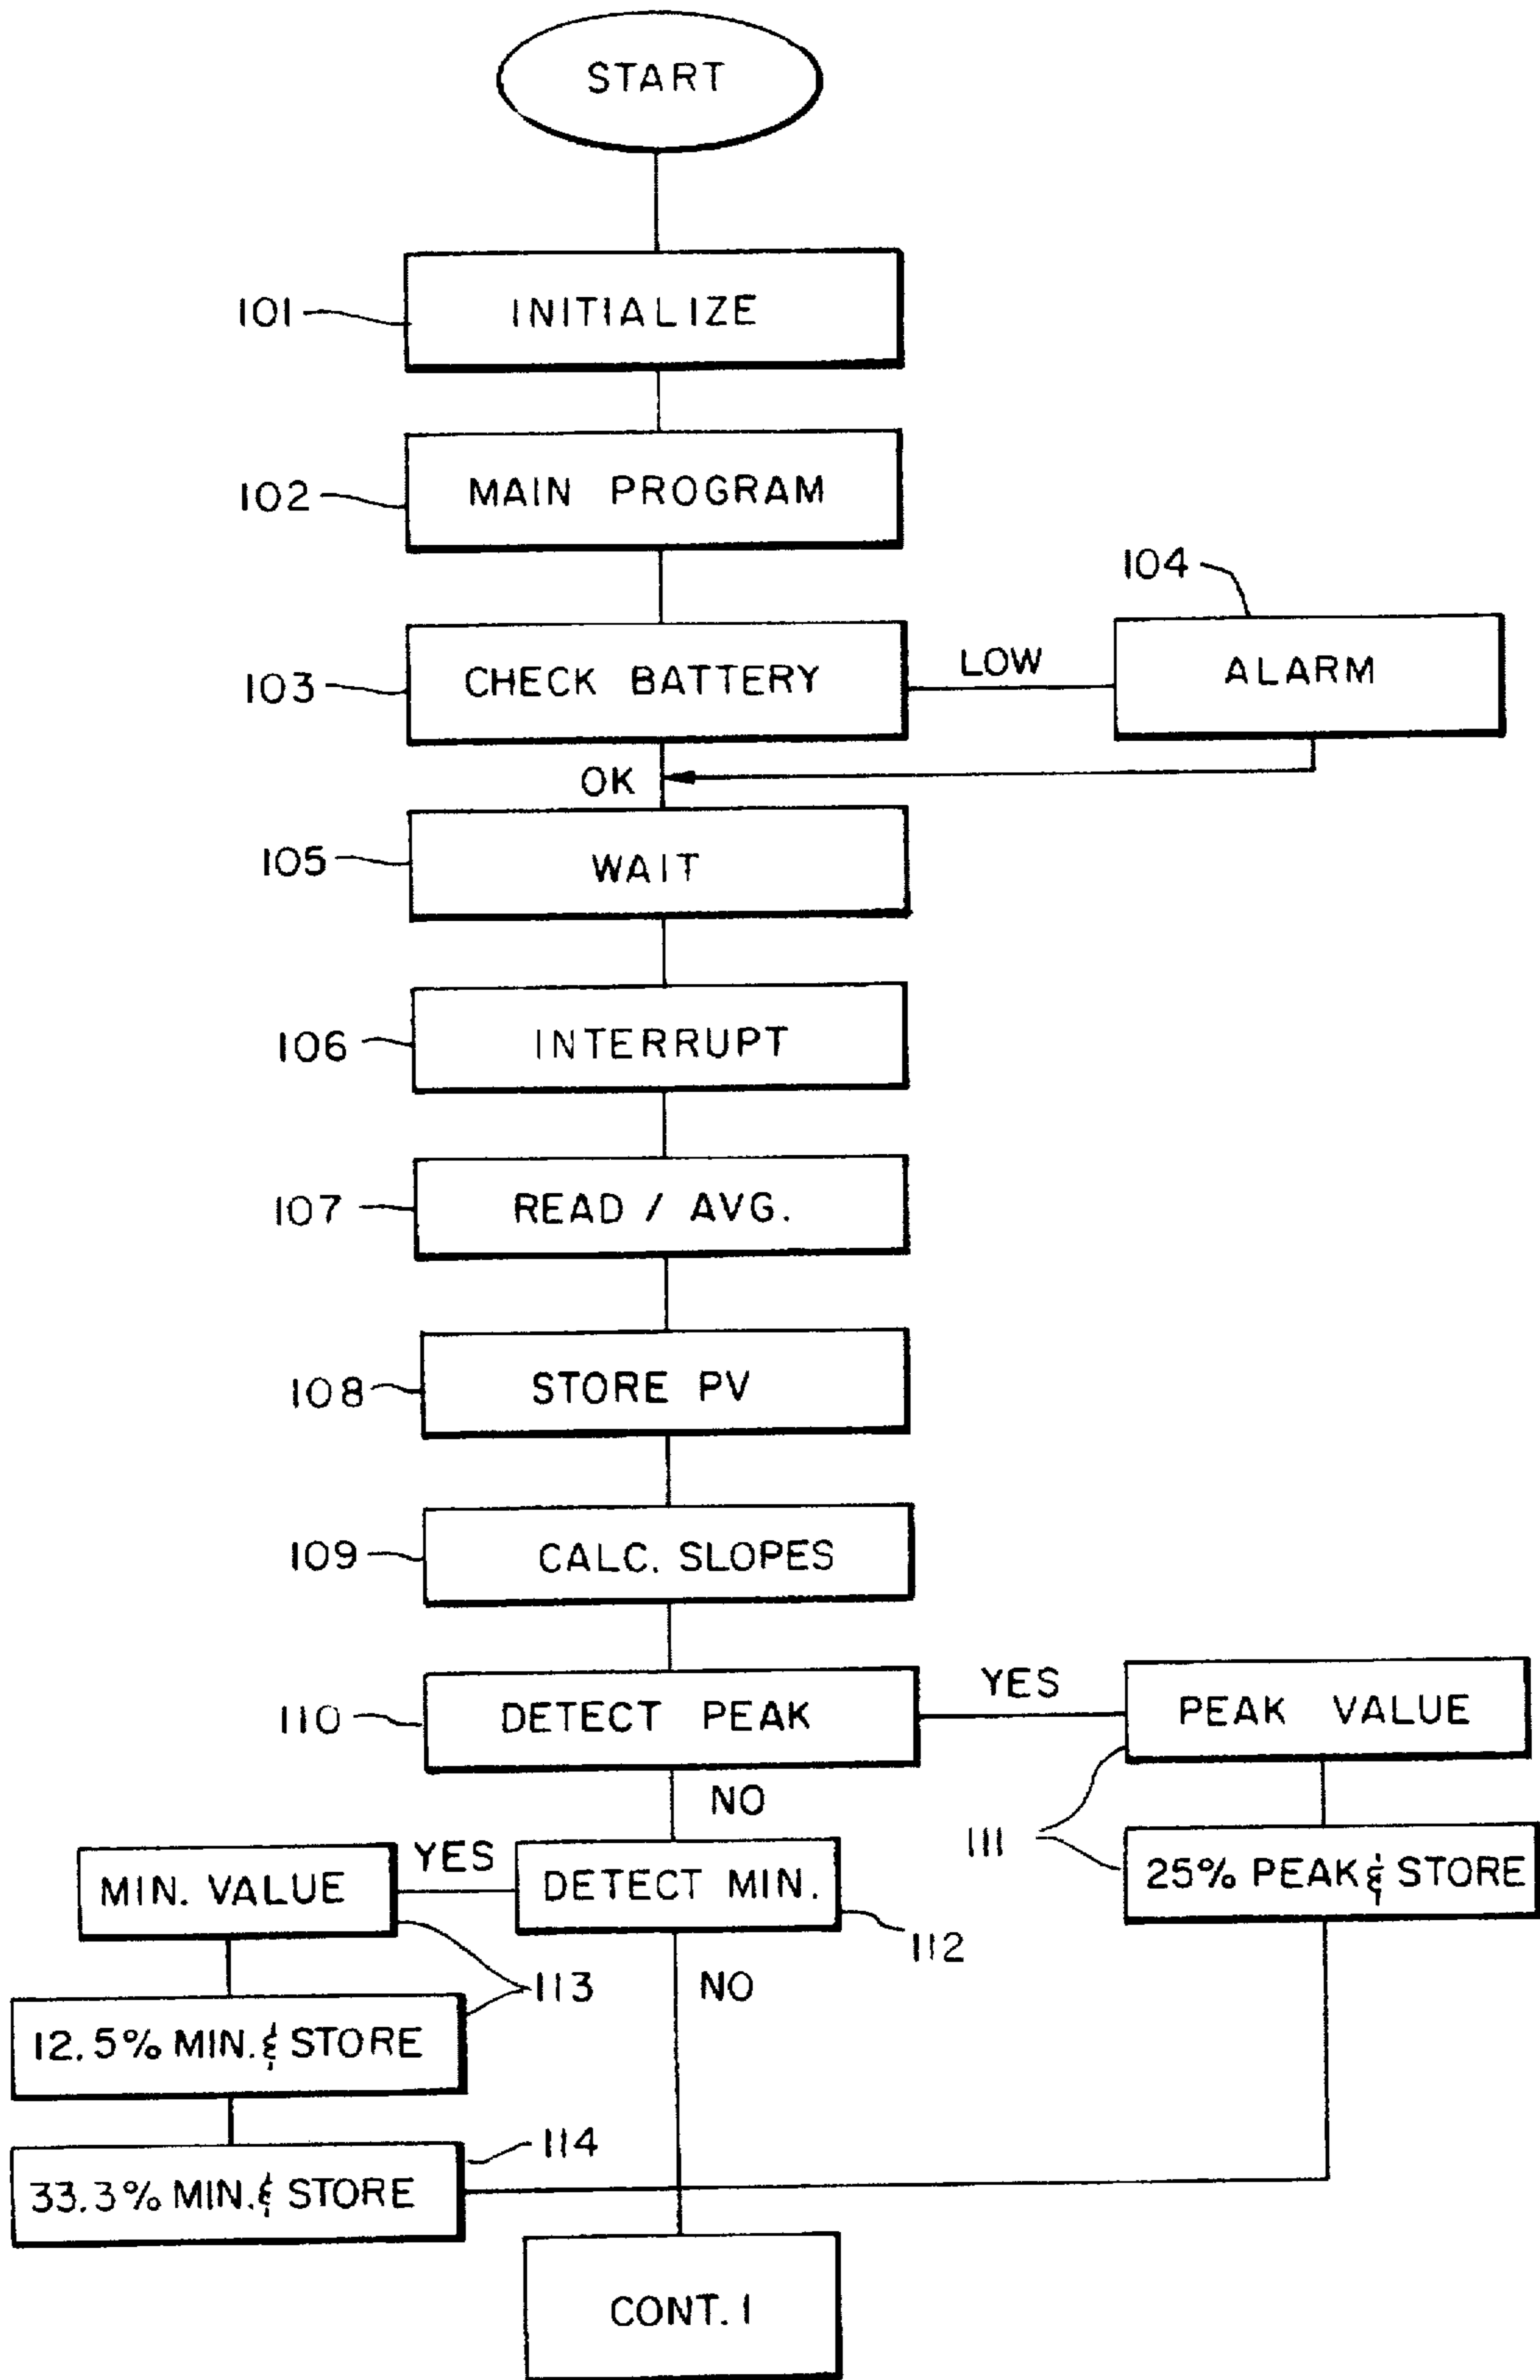 START
101
INITIALIZE
102
MAIN PROGRAM
104
103
CHECK BATTERY
LOW
ALARM
OK
105
WAIT
106
INTERRUPT
107
READ / AVG.
108
STORE PV
109
CALC. SLOPES
110
DETECT PEAK
YES
PEAK VALUE
NO
111
25% PEAK & STORE
MIN. VALUE
YES
DETECT MIN.
112
113
NO
12.5% MIN. & STORE
114
33.3% MIN. & STORE
CONT. 1